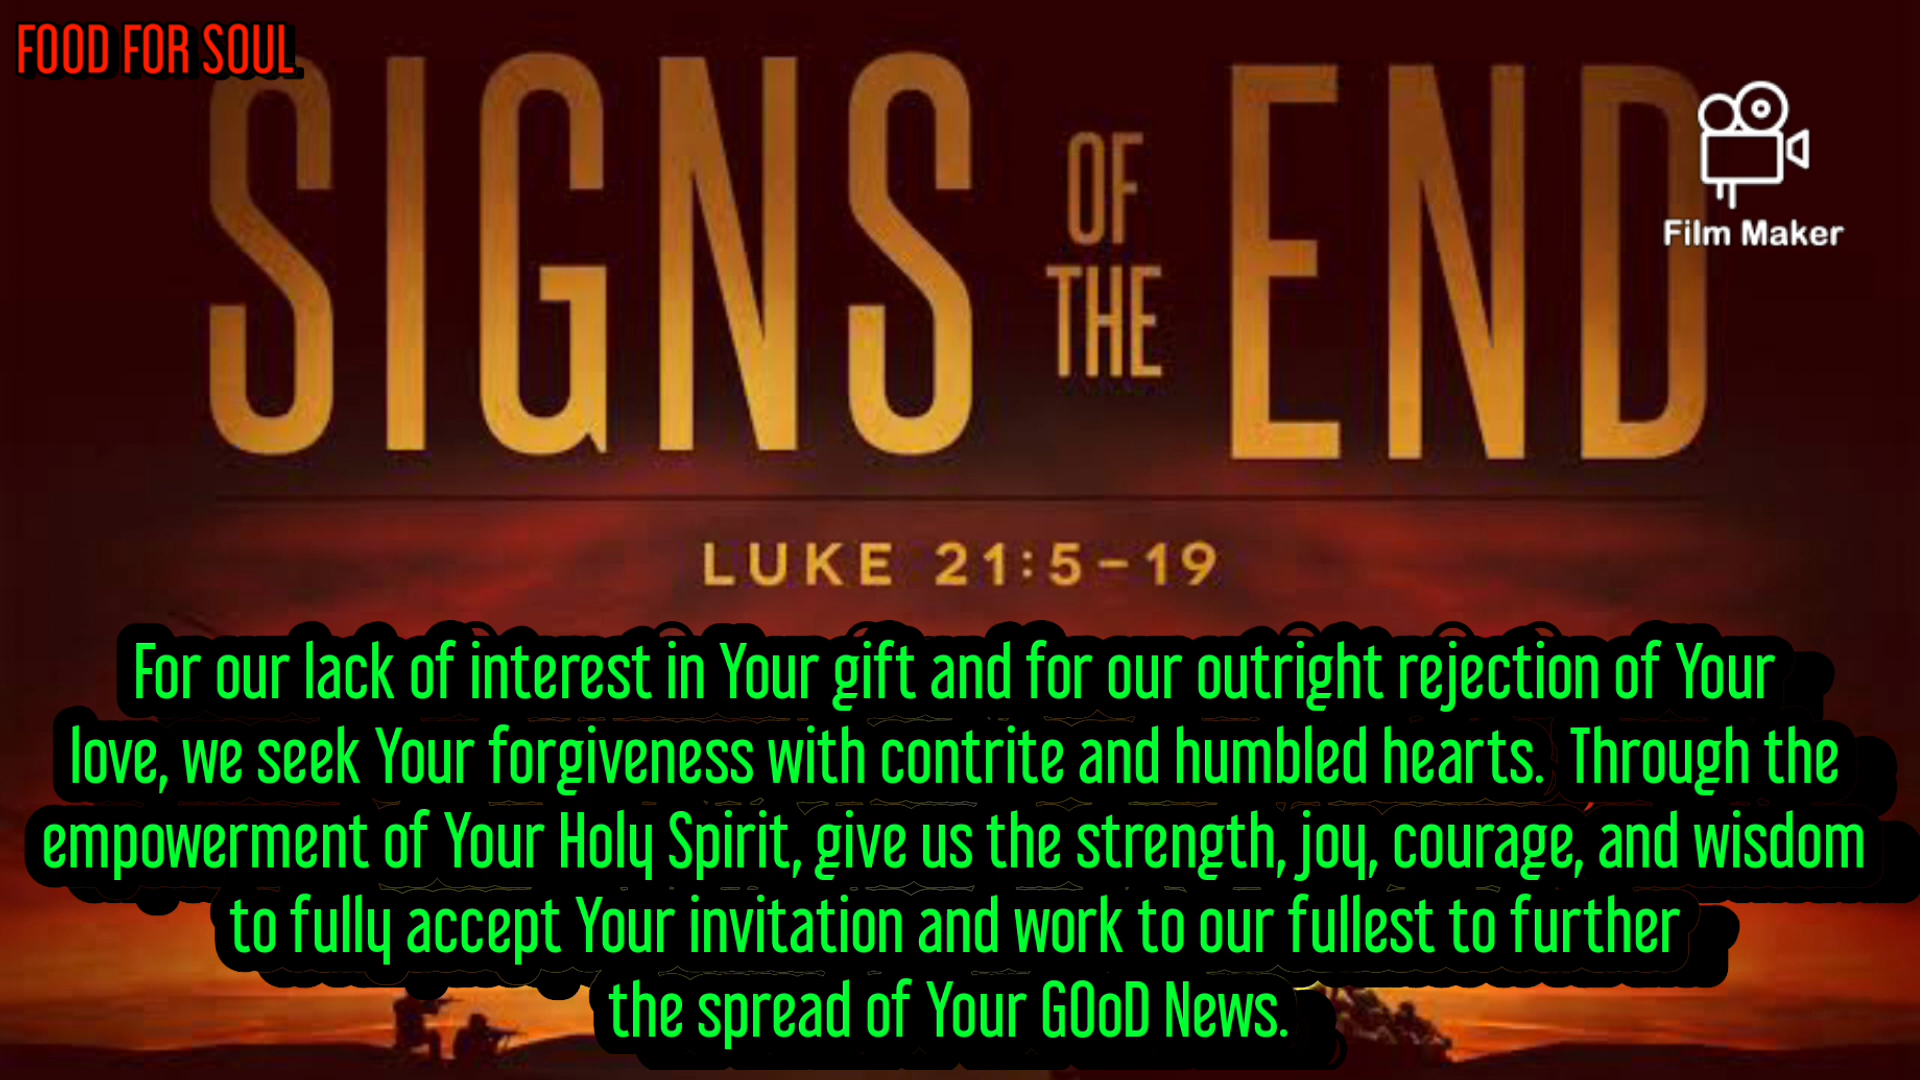 FOOD FOR SOUL.
SIGNS OF THE END
Film Maker
LUKE 21:5-19
For our lack of interest in Your gift and for our outright rejection of Your
love, we seek Your forgiveness with contrite and humbled hearts. Through the
empowerment of Your Holy Spirit, give us the strength, joy, courage, and wisdom
to fully accept Your invitation and work to our fullest to further
the spread of Your GOoD News.